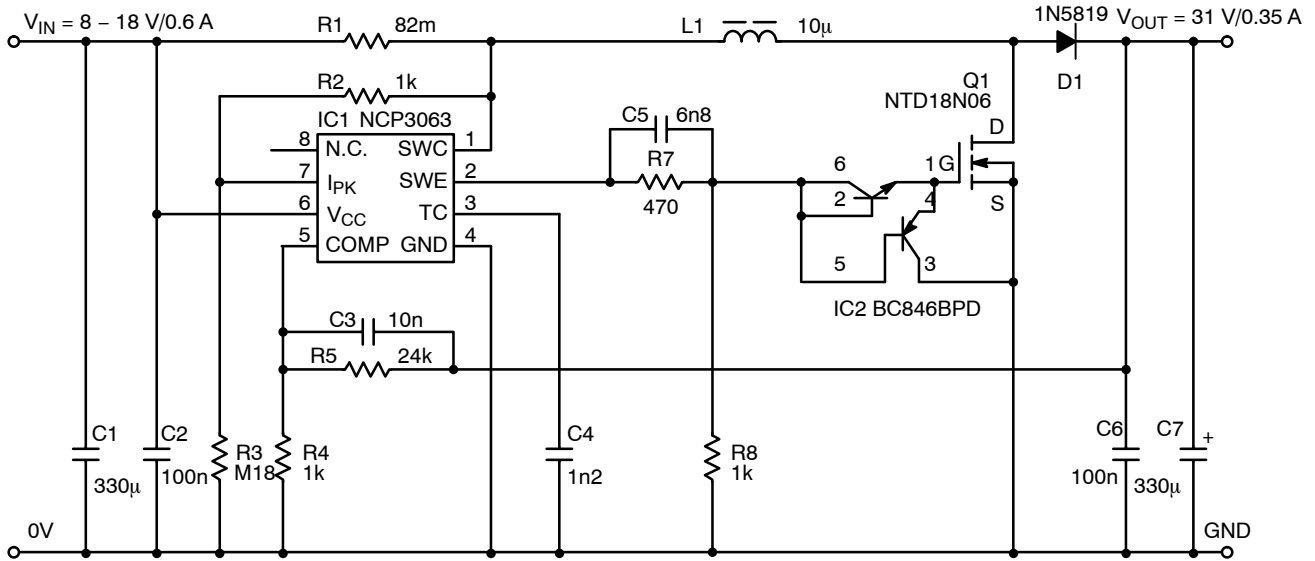 V_IN = 8 – 18 V/0.6 A
R1 82m
L1 10μ
1N5819 V_OUT = 31 V/0.35 A
D1
R2 1k
Q1
NTD18N06
IC1 NCP3063
C5 6n8
D
8 N.C. SWC 1
R7
6
1 G
7 I_PK SWE 2
470
2
4
S
6 V_CC TC 3
5 COMP GND 4
5
3
IC2 BC846BPD
C3 10n
R5 24k
C1
330μ
C2
100n
R3
M18
R4
1k
C4
1n2
R8
1k
C6
100n
C7
+
330μ
0V
GND